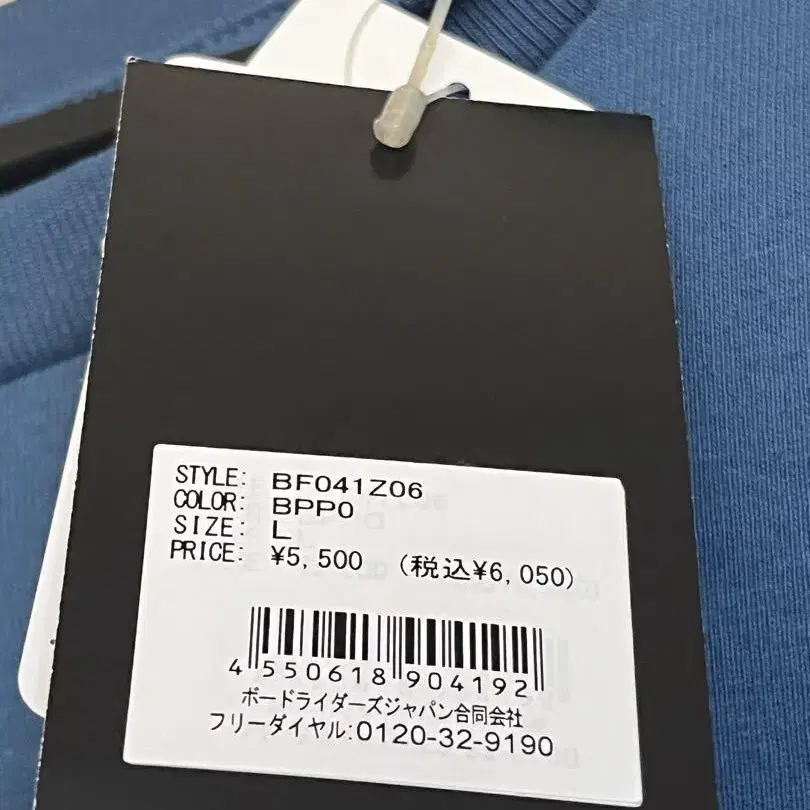 STYLE: BF041Z06
COLOR: BPP0
SIZE: L
PRICE: ¥5,500 (税込¥6,050)
4 550618 904192
ボードライダーズジャパン合同会社
フリーダイヤル:0120-32-9190